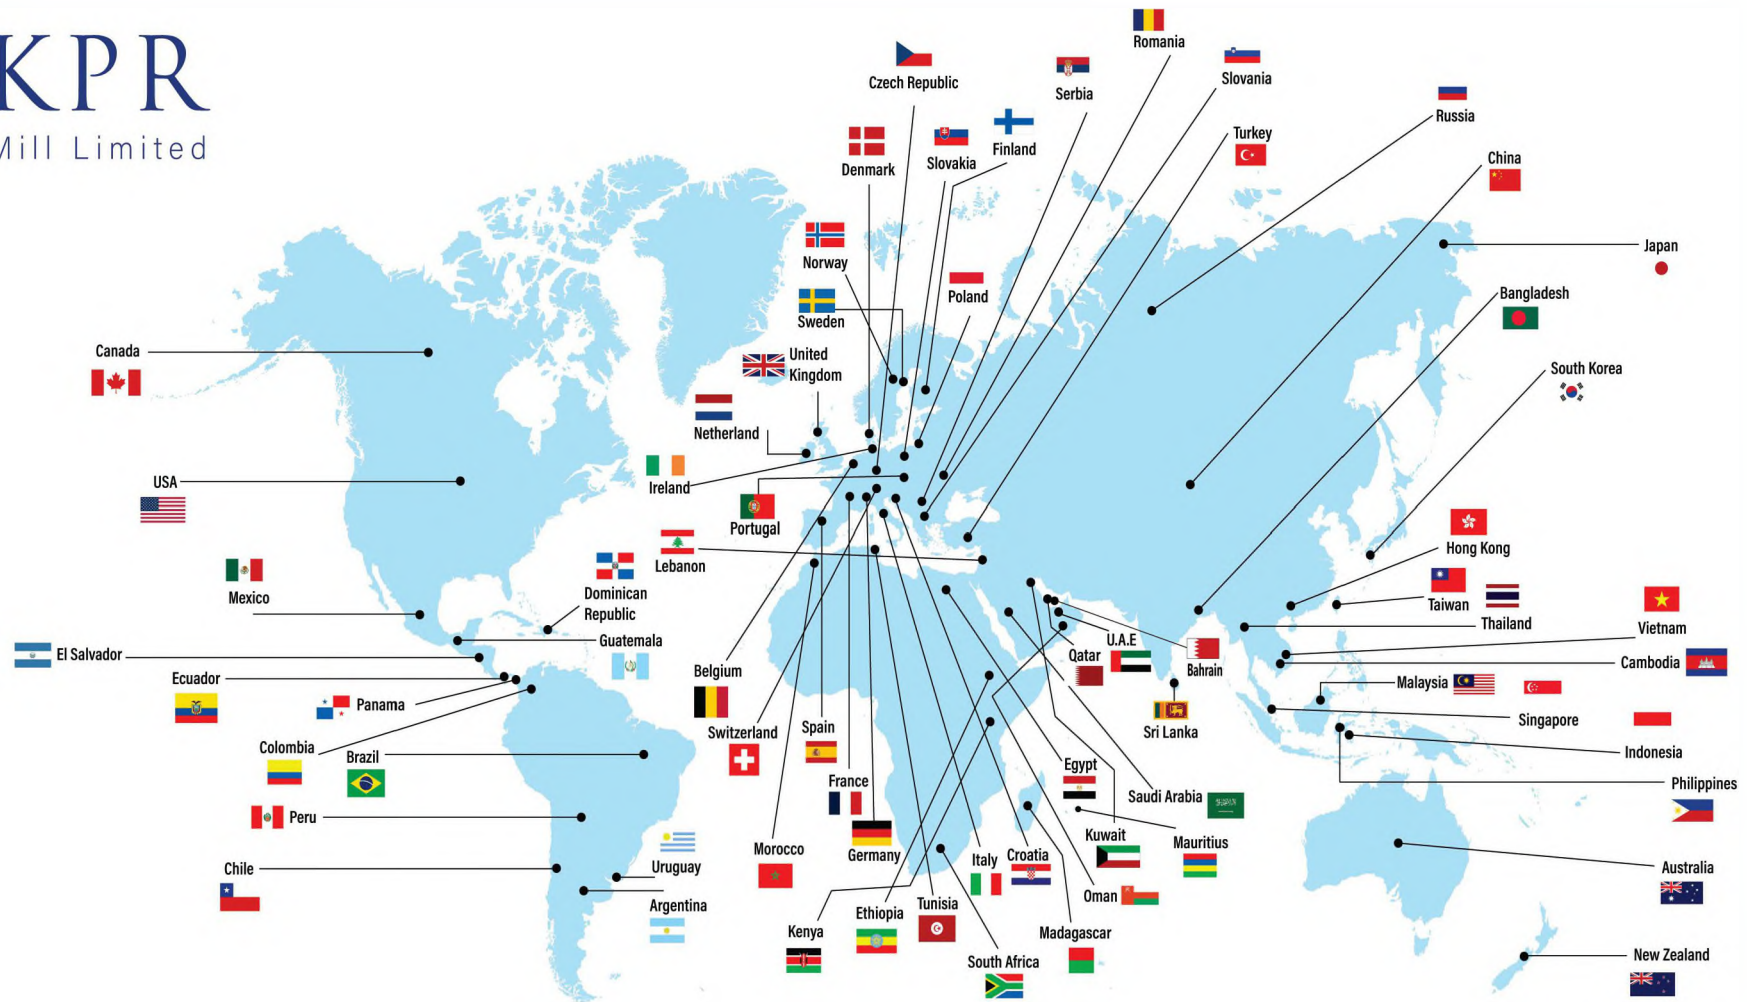 KPR
Mill Limited
Romania
Slovania
Czech Republic
Serbia
Russia
Turkey
Finland
Slovakia
Denmark
China
Norway
Japan
Poland
Bangladesh
Sweden
United
Kingdom
Canada
South Korea
Netherland
USA
Ireland
Portugal
Hong Kong
Lebanon
Mexico
Dominican
Republic
Taiwan
Thailand
Vietnam
Guatemala
U.A.E
El Salvador
Qatar
Bahrain
Cambodia
Belgium
Ecuador
Malaysia
Panama
Singapore
Switzerland
Spain
Sri Lanka
Colombia
Brazil
Indonesia
Egypt
France
Philippines
Saudi Arabia
Peru
Kuwait
Mauritius
Morocco
Germany
Italy
Croatia
Chile
Uruguay
Australia
Oman
Argentina
Ethiopia
Tunisia
Kenya
Madagascar
South Africa
New Zealand